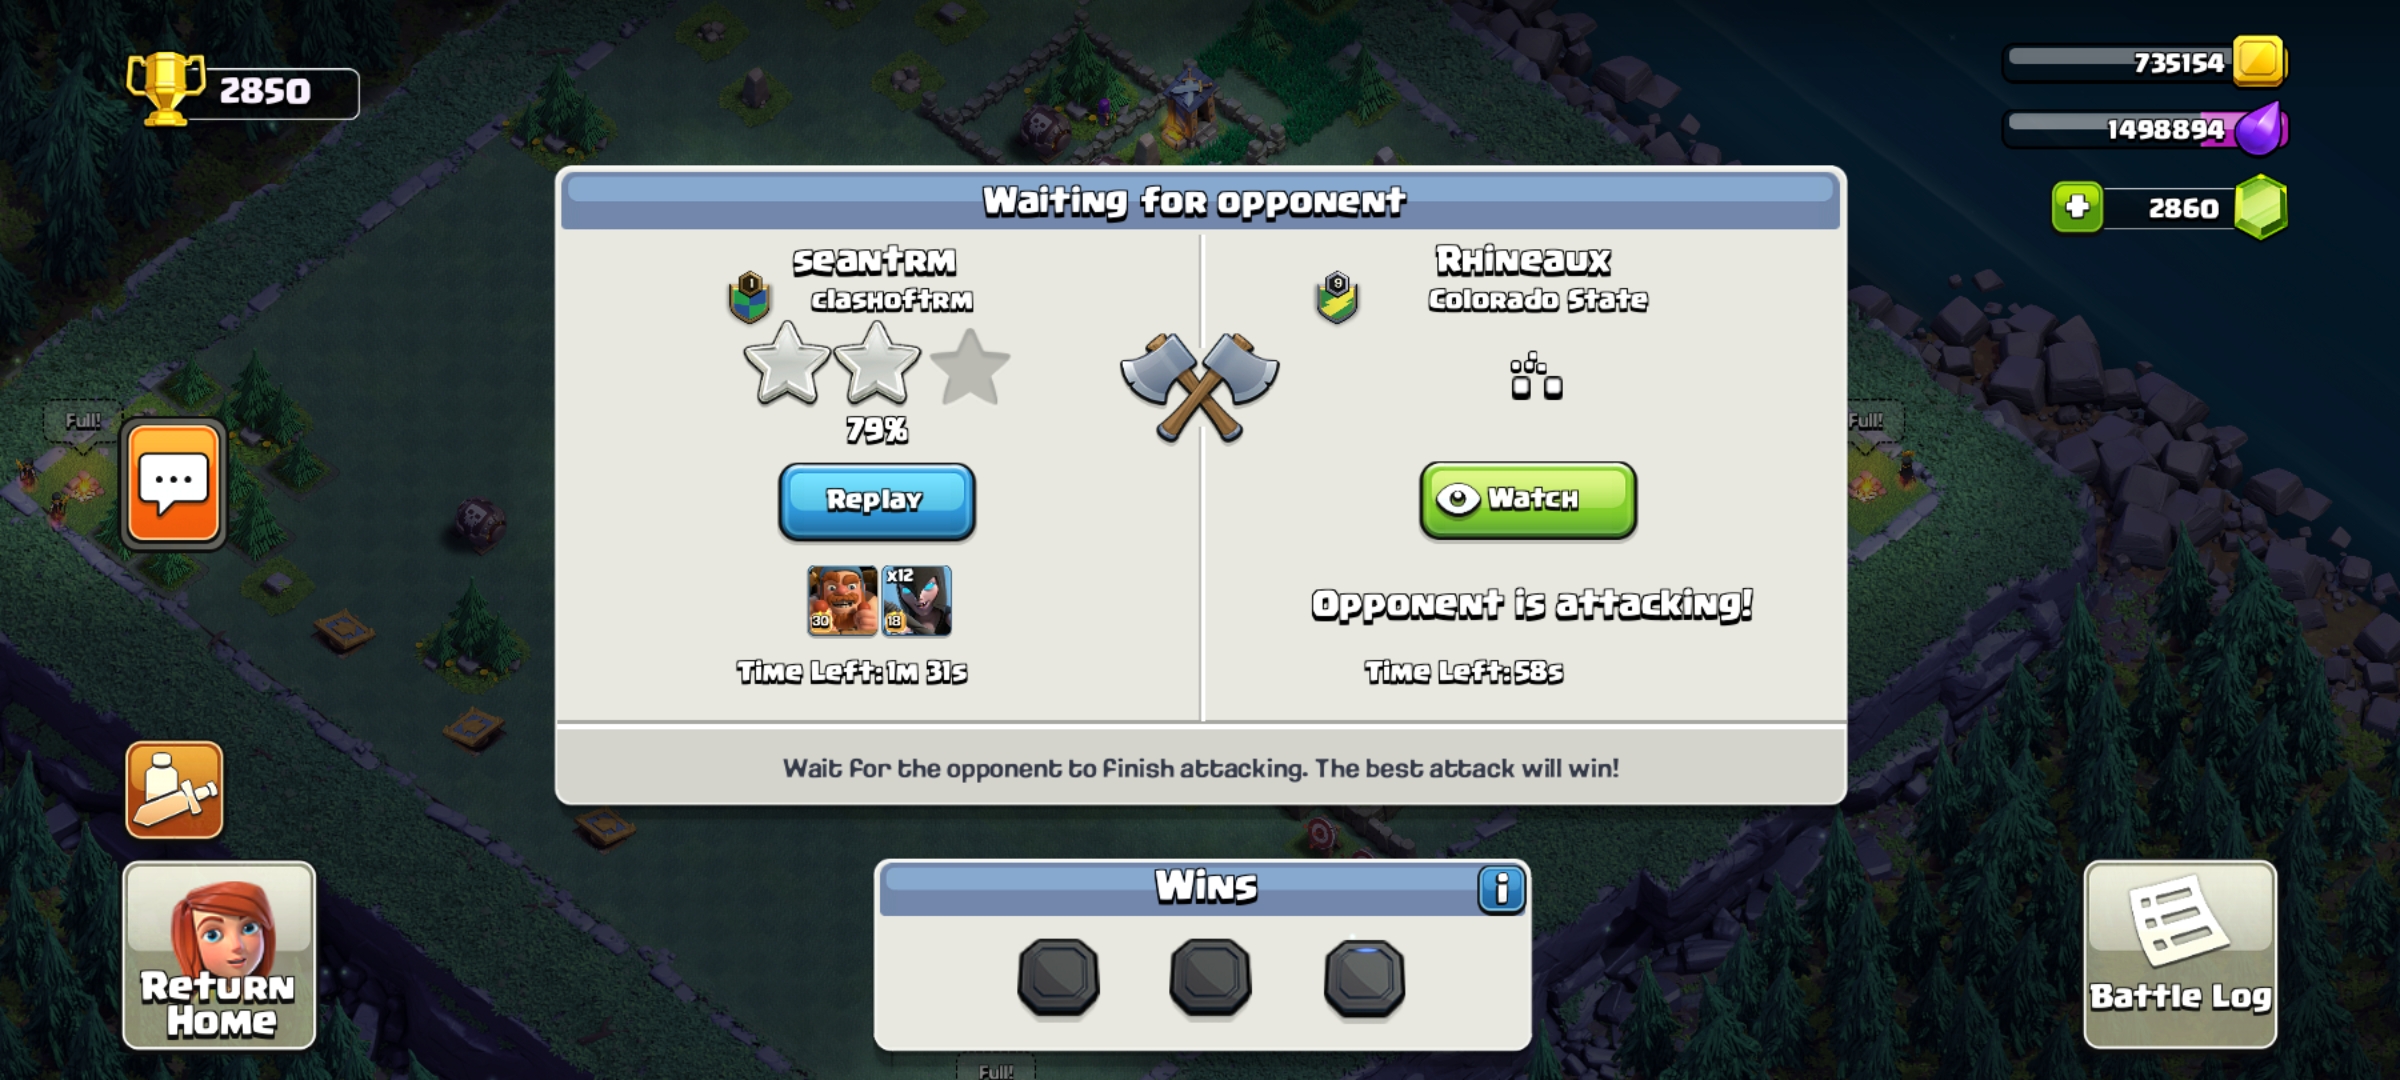 2850
735154
1498894
2860
Waiting for opponent
seantrm
clashoftrm
1
79%
Replay
x12
30
18
Time Left: 1m 31s
Rhineaux
Colorado State
9
Watch
Opponent is attacking!
Time Left: 58s
Wait for the opponent to finish attacking. The best attack will win!
Full!
Full!
Wins
i
Return
Home
Battle Log
Full!